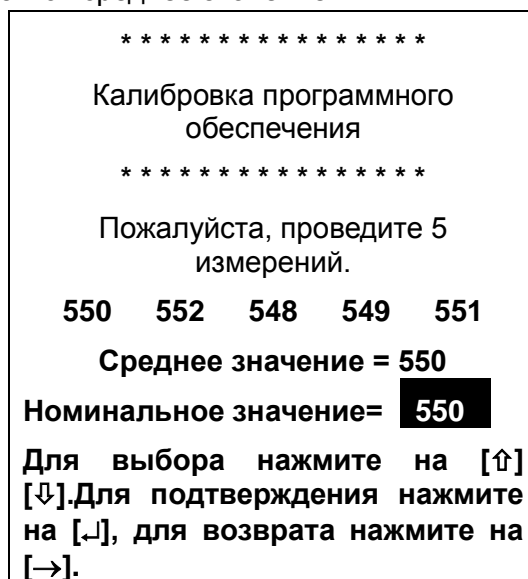 * * * * * * * * * * * * * * * *
Калибровка программного
обеспечения
* * * * * * * * * * * * * * * *
Пожалуйста, проведите 5
измерений.
550 552 548 549 551
Среднее значение = 550
Номинальное значение= 550
Для выбора нажмите на [⇧]
[⇩].Для подтверждения нажмите
на [↵], для возврата нажмите на
[→].